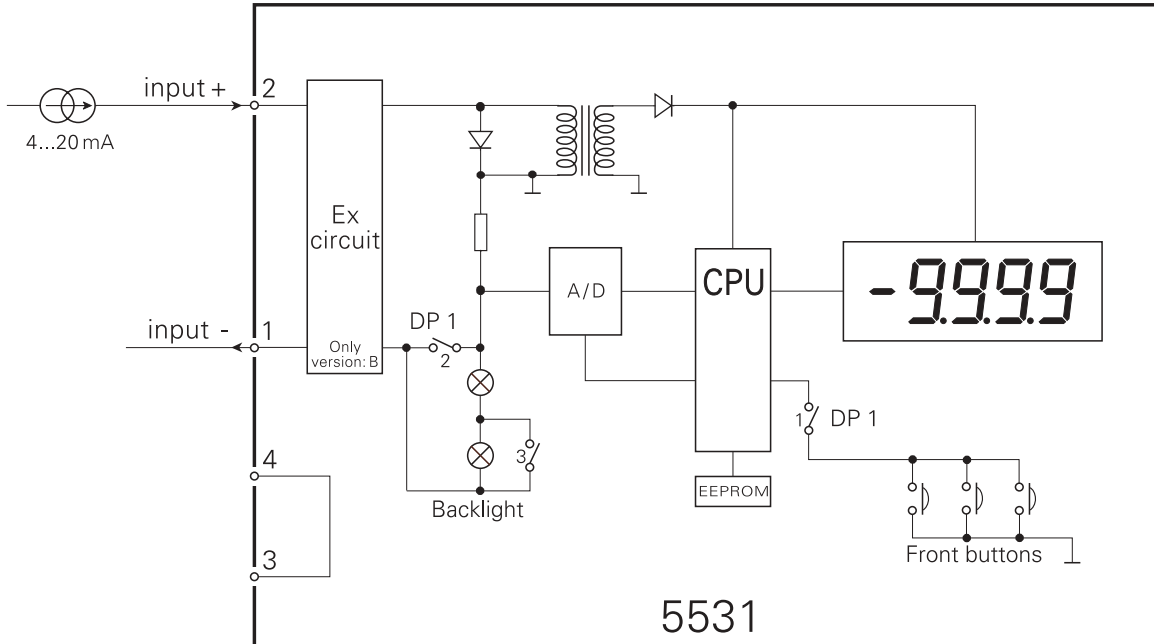 input +
2
4...20 mA
Ex
circuit
Only
version: B
input -
1
DP 1
2
3
Backlight
4
3
A/D
CPU
EEPROM
-9.9.9.9
1
DP 1
Front buttons
5531